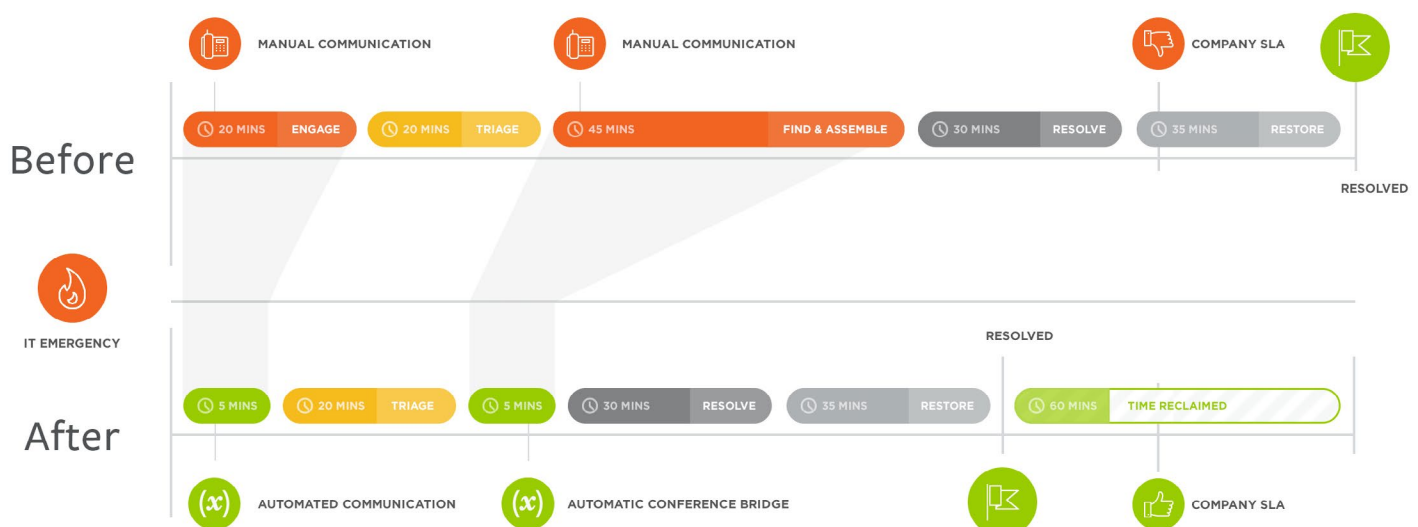 MANUAL COMMUNICATION
MANUAL COMMUNICATION
COMPANY SLA
Before
20 MINS ENGAGE
20 MINS TRIAGE
45 MINS FIND & ASSEMBLE
30 MINS RESOLVE
35 MINS RESTORE
RESOLVED
IT EMERGENCY
RESOLVED
After
5 MINS
20 MINS TRIAGE
5 MINS
30 MINS RESOLVE
35 MINS RESTORE
60 MINS TIME RECLAIMED
(x) AUTOMATED COMMUNICATION
(x) AUTOMATIC CONFERENCE BRIDGE
COMPANY SLA